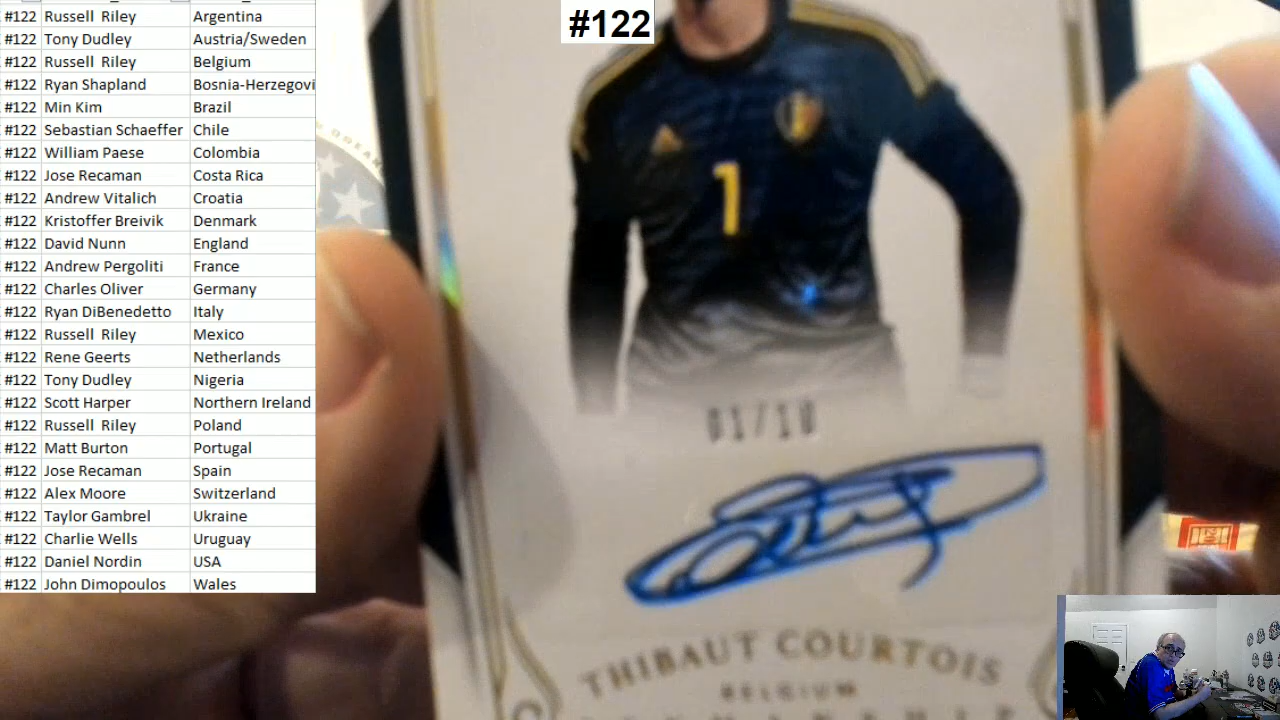 #122 Russell Riley Argentina
#122 Tony Dudley Austria/Sweden
#122 Russell Riley Belgium
#122 Ryan Shapland Bosnia-Herzegovi
#122 Min Kim Brazil
#122 Sebastian Schaeffer Chile
#122 William Paese Colombia
#122 Jose Recaman Costa Rica
#122 Andrew Vitalich Croatia
#122 Kristoffer Breivik Denmark
#122 David Nunn England
#122 Andrew Pergoliti France
#122 Charles Oliver Germany
#122 Ryan DiBenedetto Italy
#122 Russell Riley Mexico
#122 Rene Geerts Netherlands
#122 Tony Dudley Nigeria
#122 Scott Harper Northern Ireland
#122 Russell Riley Poland
#122 Matt Burton Portugal
#122 Jose Recaman Spain
#122 Alex Moore Switzerland
#122 Taylor Gambrel Ukraine
#122 Charlie Wells Uruguay
#122 Daniel Nordin USA
#122 John Dimopoulos Wales
#122
1
01/10
THIBAUT COURTOIS
BELGIUM